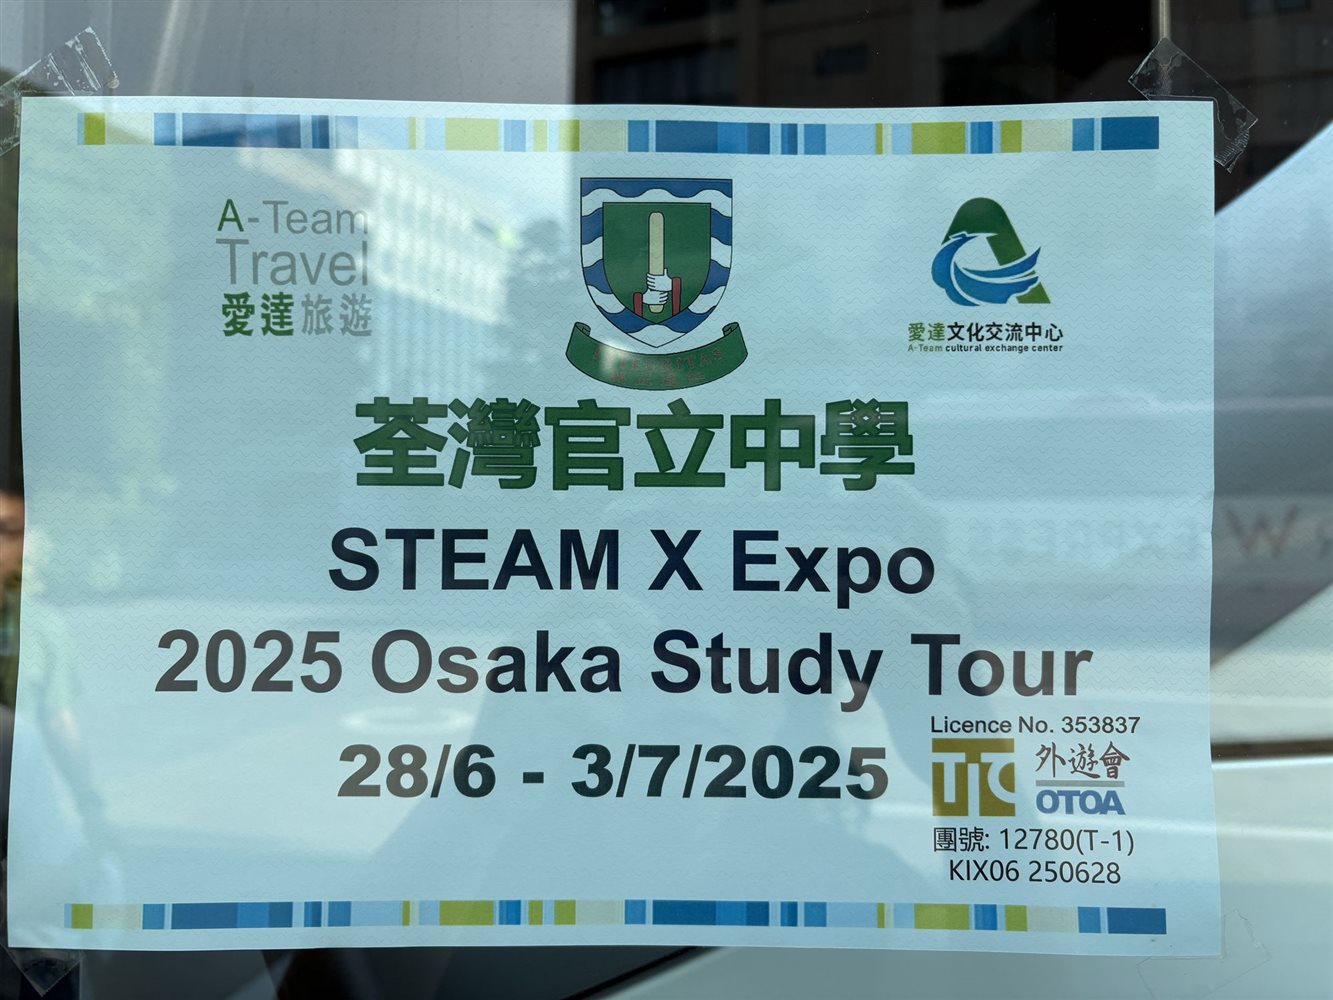 A-Team
Travel
愛達旅遊
愛達文化交流中心
A-Team cultural exchange center
荃灣官立中學
STEAM X Expo
2025 Osaka Study Tour
28/6 - 3/7/2025
Licence No. 353837
TIC
外遊會
OTOA
團號: 12780(T-1)
KIX06 250628